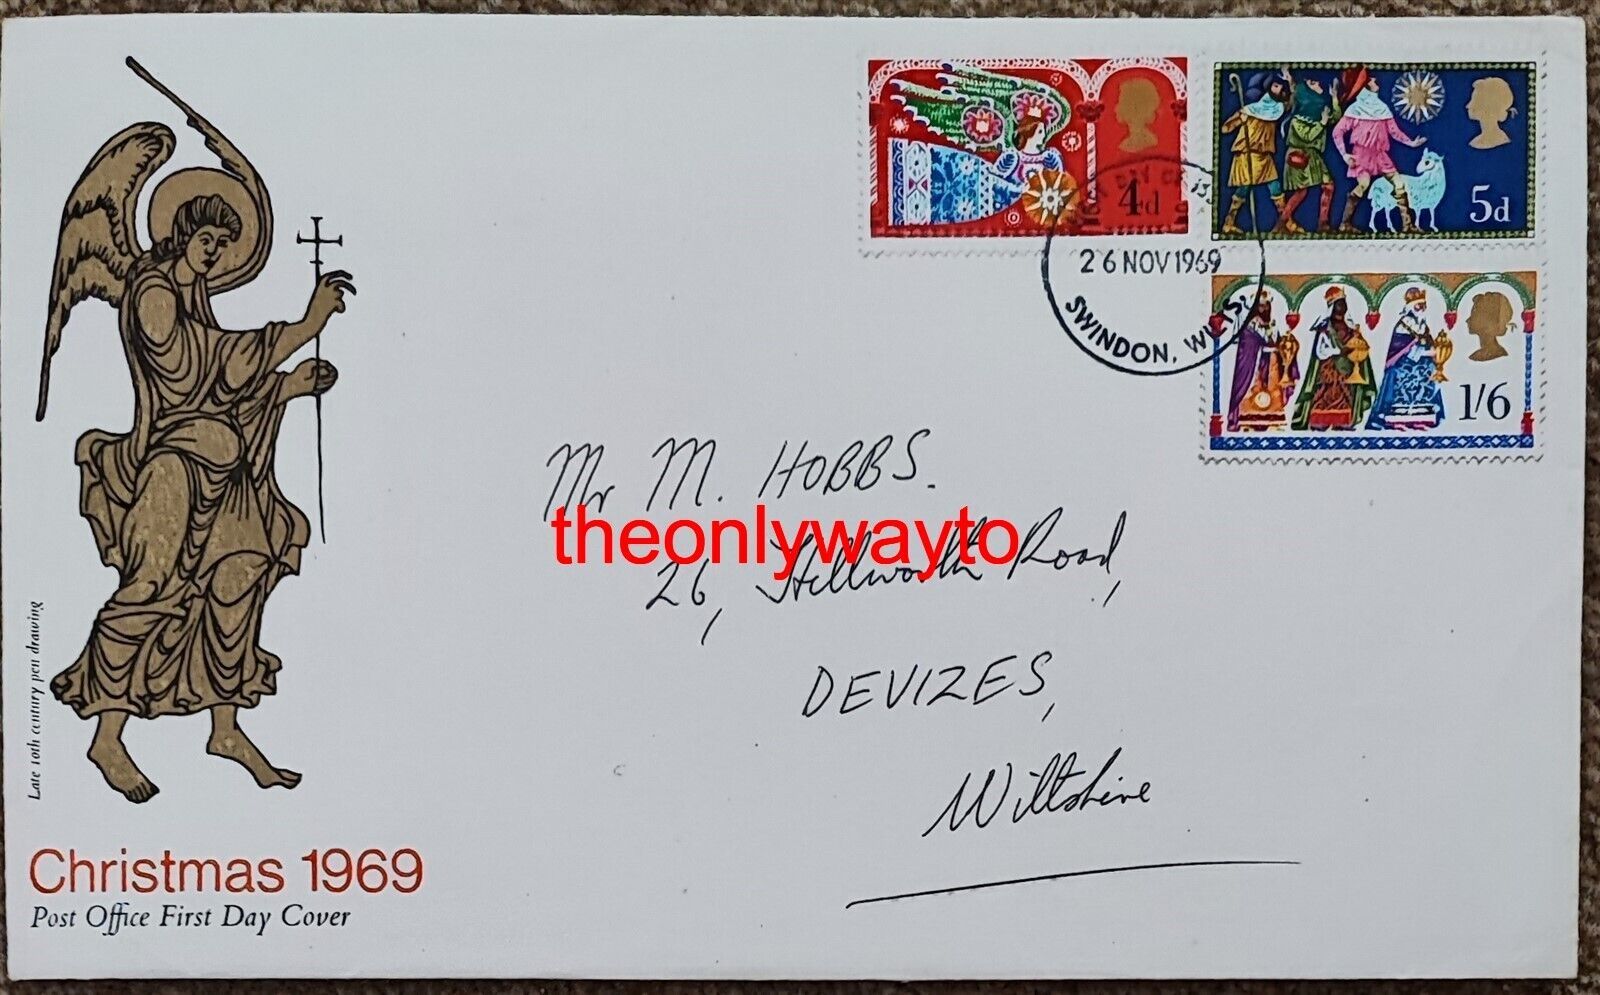 4d
5d
26 NOV 1969
SWINDON, WILTS.
1/6
Mr M. HOBBS.
theonlywayto
26, Road,
DEVIZES,
Wiltshire
Late 10th century pen drawing
Christmas 1969
Post Office First Day Cover